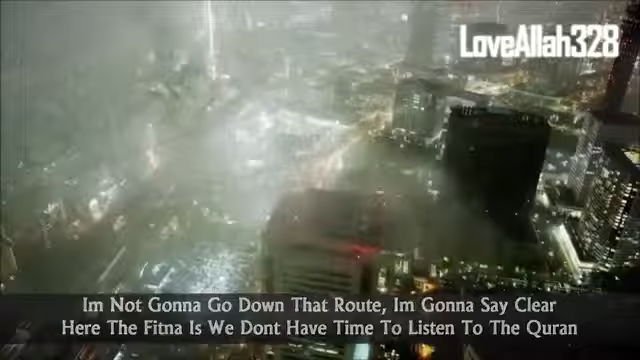 LoveAllah328
Im Not Gonna Go Down That Route, Im Gonna Say Clear
Here The Fitna Is We Dont Have Time To Listen To The Quran